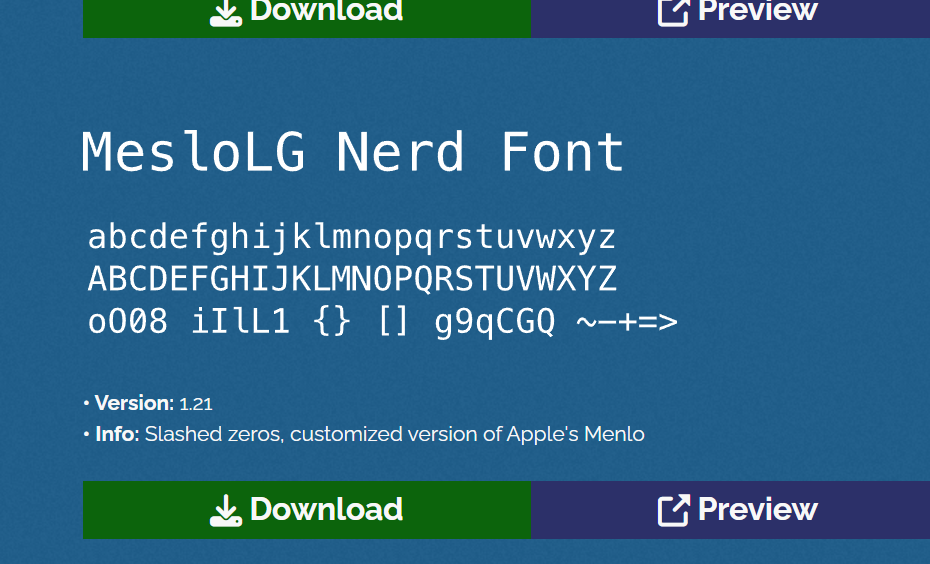 Download Preview
MesloLG Nerd Font
abcdefghijklmnopqrstuvwxyz
ABCDEFGHIJKLMNOPQRSTUVWXYZ
oO08 iIlL1 {} [] g9qCGQ ~-+=>
• Version: 1.21
• Info: Slashed zeros, customized version of Apple's Menlo
Download Preview